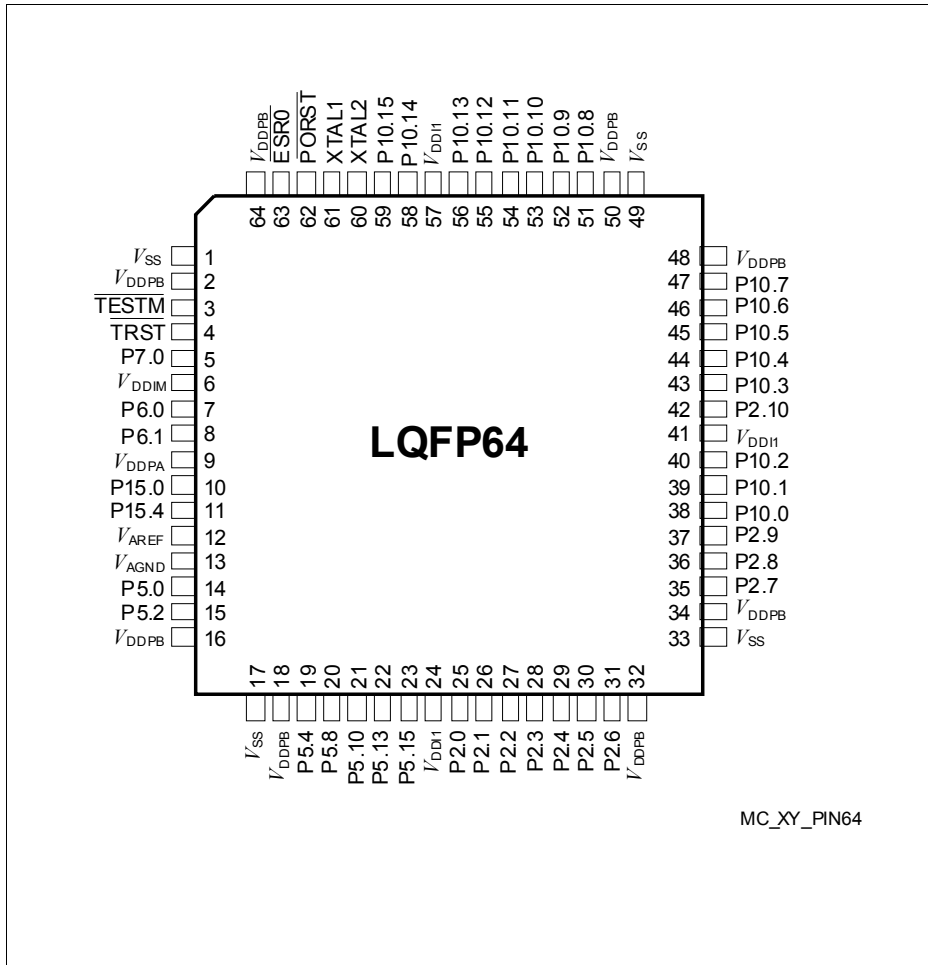 VDDPB
ESR0
PORST
XTAL1
XTAL2
P10.15
P10.14
VDDI1
P10.13
P10.12
P10.11
P10.10
P10.9
P10.8
VDDPB
VSS
64 63 62 61 60 59 58 57 56 55 54 53 52 51 50 49
VSS 1
VDDPB 2
TESTM 3
TRST 4
P7.0 5
VDDIM 6
P6.0 7
P6.1 8
VDDPA 9
P15.0 10
P15.4 11
VAREF 12
VAGND 13
P5.0 14
P5.2 15
VDDPB 16
LQFP64
48 VDDPB
47 P10.7
46 P10.6
45 P10.5
44 P10.4
43 P10.3
42 P2.10
41 VDDI1
40 P10.2
39 P10.1
38 P10.0
37 P2.9
36 P2.8
35 P2.7
34 VDDPB
33 VSS
17 18 19 20 21 22 23 24 25 26 27 28 29 30 31 32
VSS
VDDPB
P5.4
P5.8
P5.10
P5.13
P5.15
VDDI1
P2.0
P2.1
P2.2
P2.3
P2.4
P2.5
P2.6
VDDPB
MC_XY_PIN64